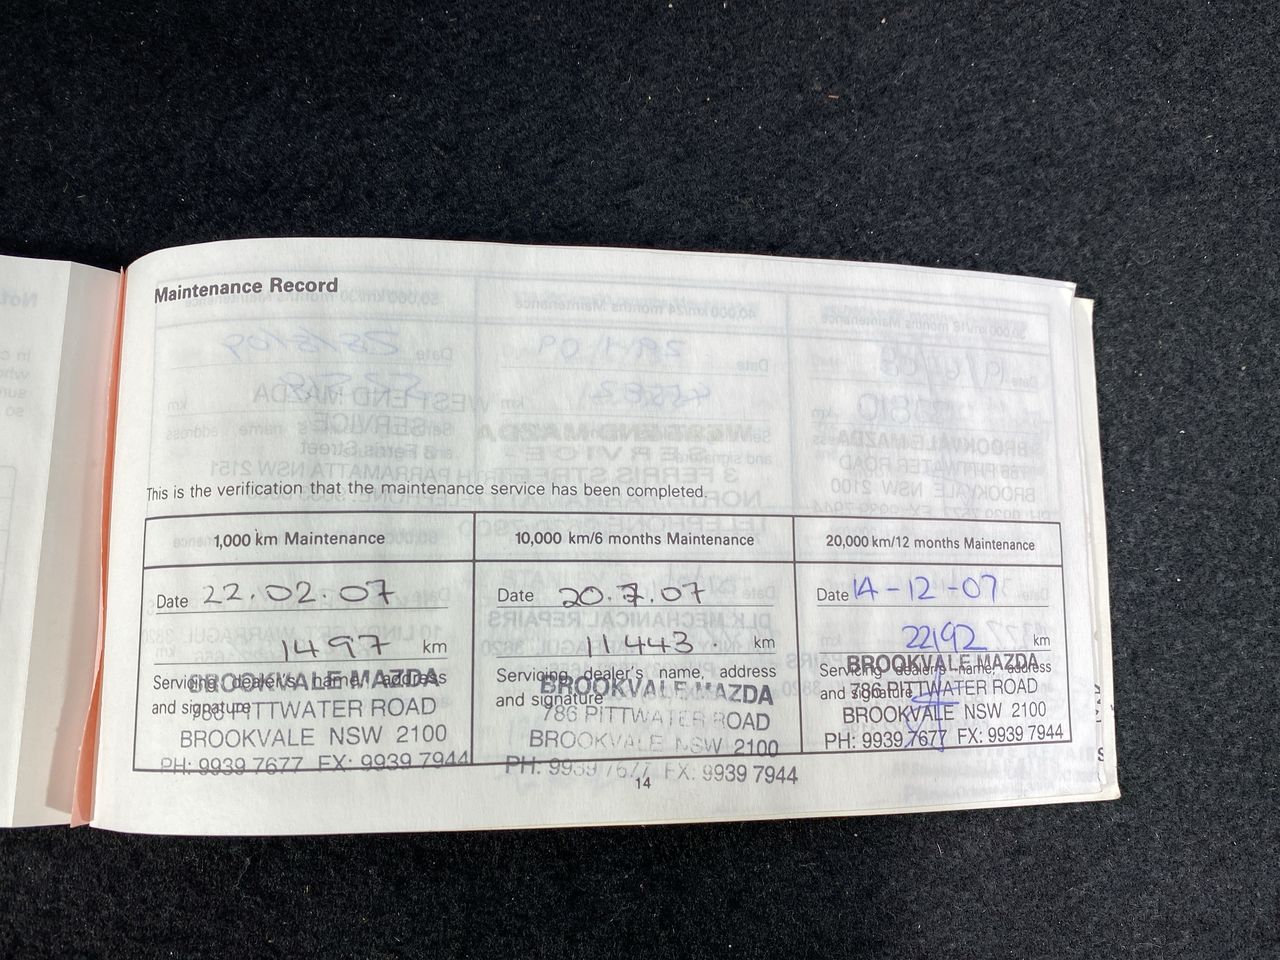 Maintenance Record
This is the verification that the maintenance service has been completed.
1,000 km Maintenance
Date 22.02.07
1497 km
Servicing dealer's name, address
and signature
BROOKVALE MAZDA
786 PITTWATER ROAD
BROOKVALE NSW 2100
PH: 9939 7677 FX: 9939 7944
10,000 km/6 months Maintenance
Date 20.7.07
11443 km
Servicing dealer's name, address
and signature
BROOKVALE MAZDA
786 PITTWATER ROAD
BROOKVALE NSW 2100
PH: 9939 7677 FX: 9939 7944
20,000 km/12 months Maintenance
Date 14-12-07
22192 km
Servicing dealer's name, address
and signature
BROOKVALE MAZDA
786 PITTWATER ROAD
BROOKVALE NSW 2100
PH: 9939 7677 FX: 9939 7944
14